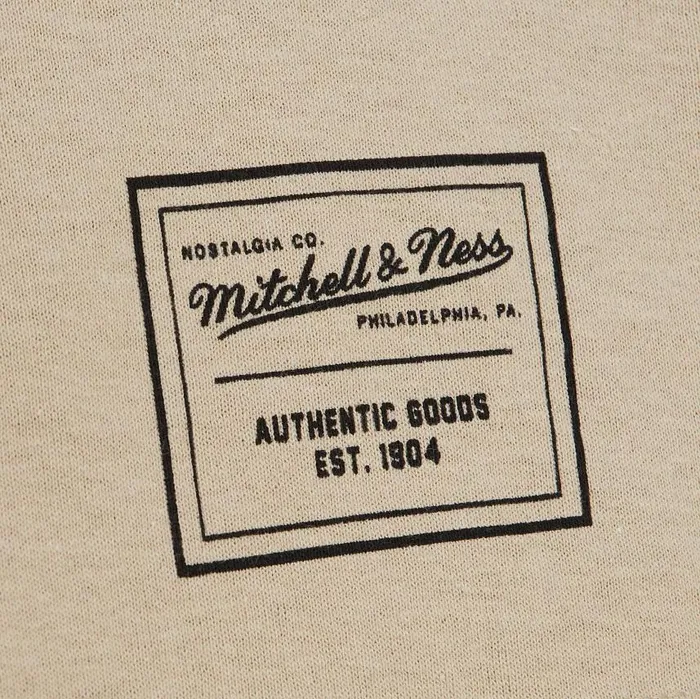 NOSTALGIA CO.
Mitchell & Ness
PHILADELPHIA, PA.
AUTHENTIC GOODS
EST. 1904